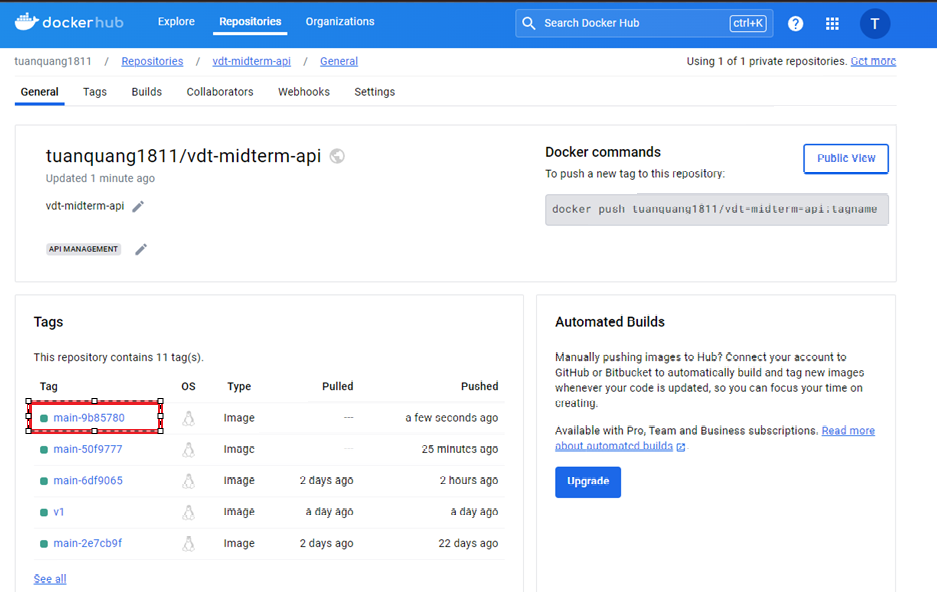 dockerhub Explore Repositories Organizations Search Docker Hub ctrl+K ? T
tuanquang1811 / Repositories / vdt-midterm-api / General Using 1 of 1 private repositories. Get more
General Tags Builds Collaborators Webhooks Settings
tuanquang1811/vdt-midterm-api
Updated 1 minute ago
vdt-midterm-api
API MANAGEMENT
Docker commands
Public View
To push a new tag to this repository:
docker push tuanquang1811/vdt-midterm-api:tagname
Tags
This repository contains 11 tag(s).
Tag OS Type Pulled Pushed
main-9b85780 Image --- a few seconds ago
main-50f9777 Image --- 25 minutes ago
main-6df9065 Image 2 days ago 2 hours ago
v1 Image a day ago a day ago
main-2e7cb9f Image 2 days ago 22 days ago
See all
Automated Builds
Manually pushing images to Hub? Connect your account to
GitHub or Bitbucket to automatically build and tag new images
whenever your code is updated, so you can focus your time on
creating.
Available with Pro, Team and Business subscriptions. Read more
about automated builds
Upgrade